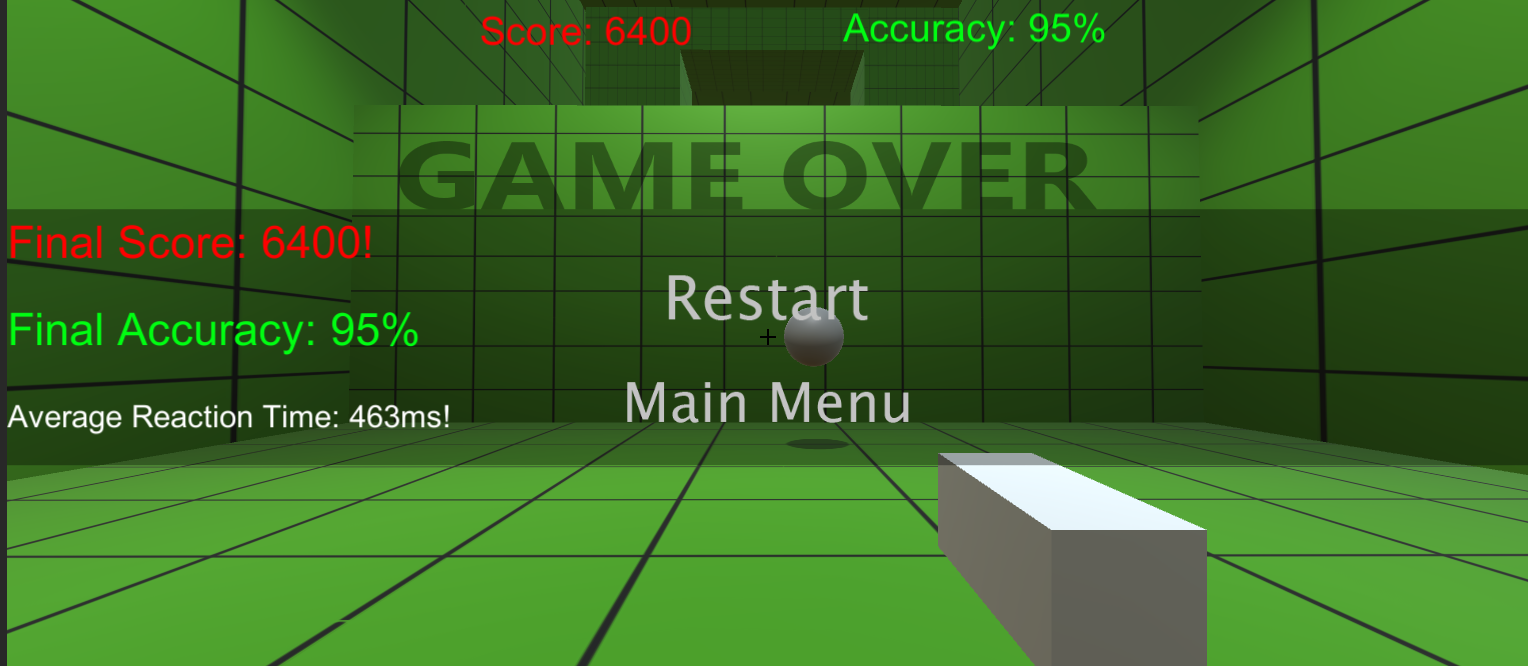 Score: 6400
Accuracy: 95%
GAME OVER
Final Score: 6400!
Restart
Final Accuracy: 95%
Main Menu
Average Reaction Time: 463ms!